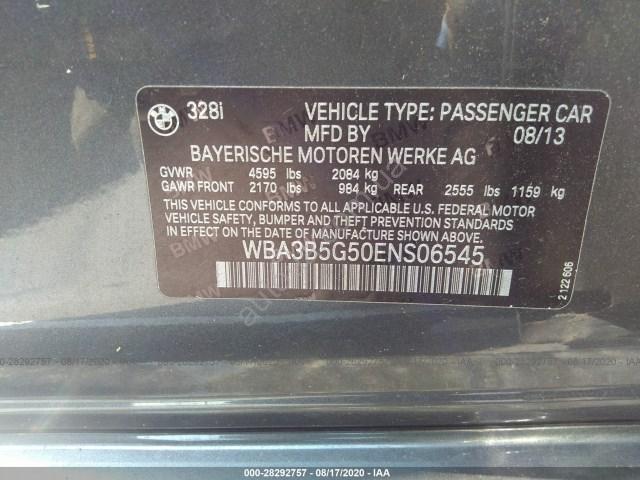 328i VEHICLE TYPE: PASSENGER CAR
MFD BY 08/13
BAYERISCHE MOTOREN WERKE AG
GVWR 4595 lbs 2084 kg
GAWR FRONT 2170 lbs 984 kg REAR 2555 lbs 1159 kg
THIS VEHICLE CONFORMS TO ALL APPLICABLE U.S. FEDERAL MOTOR
VEHICLE SAFETY, BUMPER AND THEFT PREVENTION STANDARDS
IN EFFECT ON THE DATE OF MANUFACTURE SHOWN ABOVE.
WBA3B5G50ENS06545
2 122 606
000-28292757 - 08/17/2020 - IAA